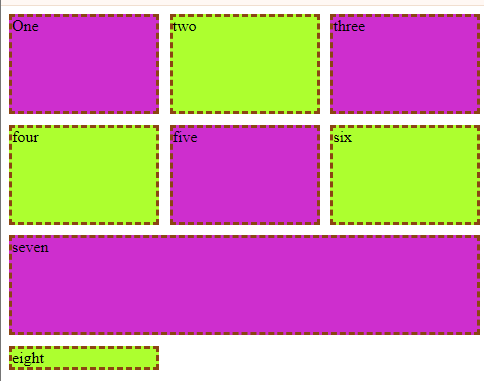 One two three
four five six
seven
eight